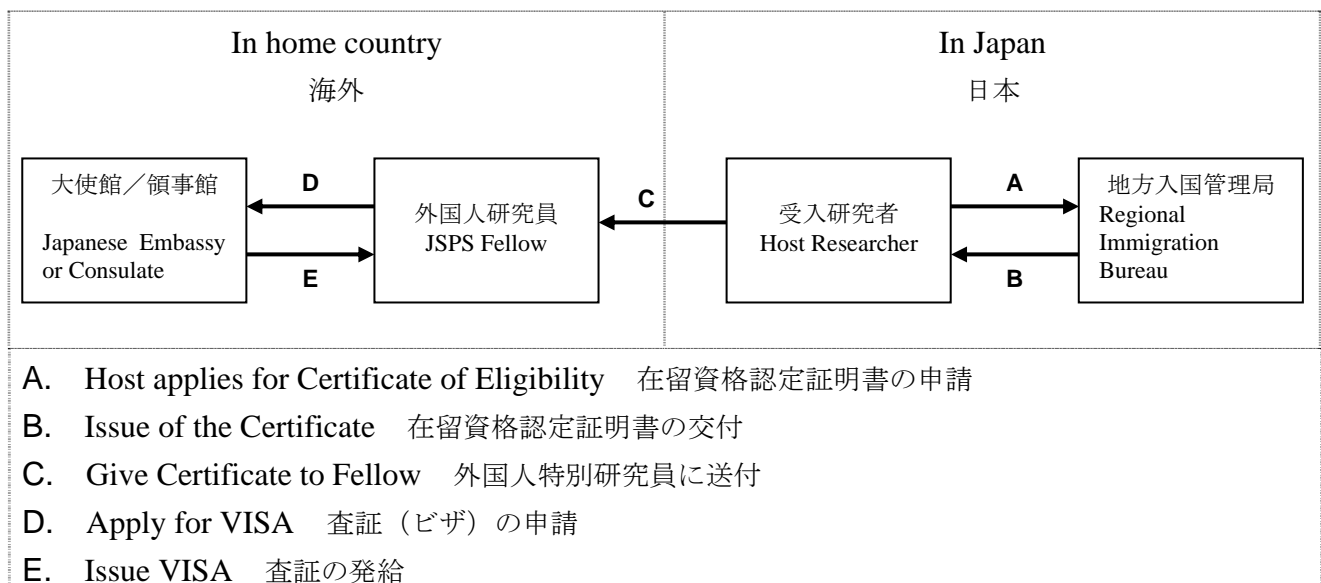 In home country
海外
In Japan
日本
大使館／領事館
Japanese Embassy
or Consulate
D
E
外国人研究員
JSPS Fellow
C
受入研究者
Host Researcher
A
B
地方入国管理局
Regional
Immigration
Bureau
A. Host applies for Certificate of Eligibility 在留資格認定証明書の申請
B. Issue of the Certificate 在留資格認定証明書の交付
C. Give Certificate to Fellow 外国人特別研究員に送付
D. Apply for VISA 査証（ビザ）の申請
E. Issue VISA 査証の発給